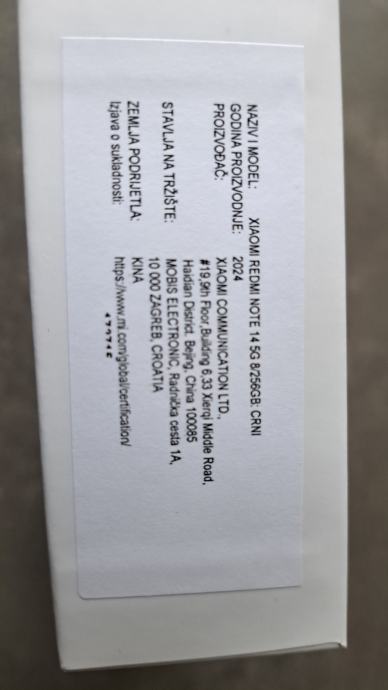 NAZIV I MODEL: XIAOMI REDMI NOTE 14 5G 8/256GB: CRNI
GODINA PROIZVODNJE: 2024
PROIZVOĐAČ: XIAOMI COMMUNICATION LTD.,
#19,9th Floor,Building 6,33 Xierqi Middle Road,
Haidian District, Beijing, China 100085
STAVLJA NA TRŽIŠTE: MOBIS ELECTRONIC, Radnička cesta 1A,
10 000 ZAGREB, CROATIA
ZEMLJA PODRIJETLA: KINA
Izjava o sukladnosti: https://www.mi.com/global/certification/